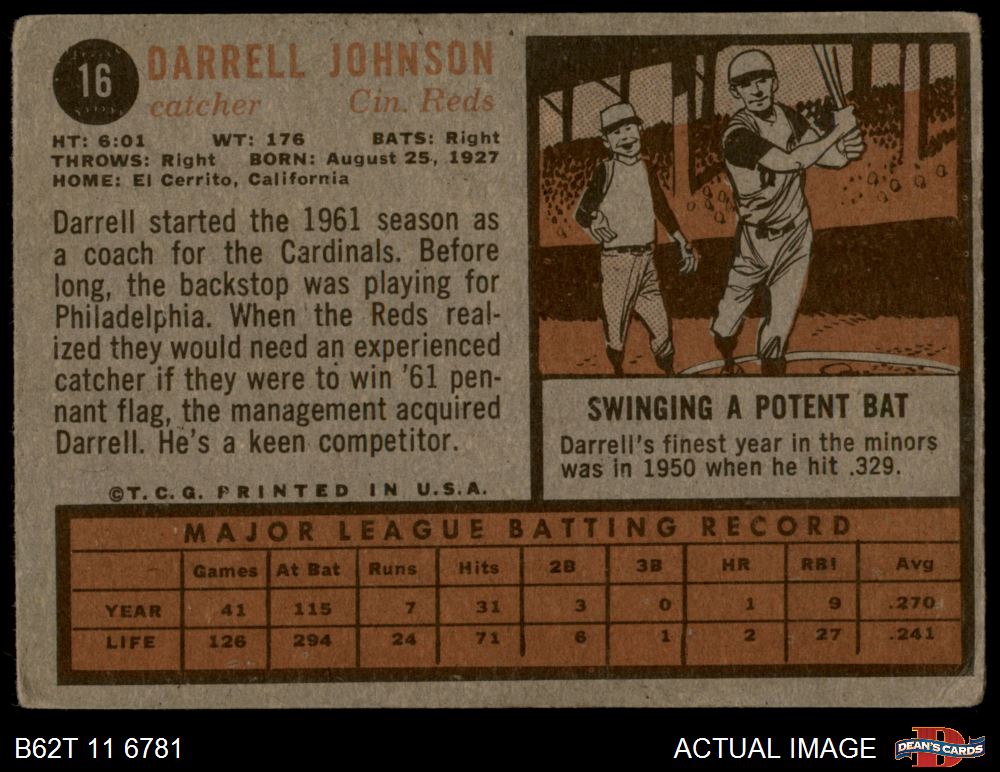 16
DARRELL JOHNSON
catcher Cin. Reds
HT: 6:01 WT: 176 BATS: Right
THROWS: Right BORN: August 25, 1927
HOME: El Cerrito, California
Darrell started the 1961 season as
a coach for the Cardinals. Before
long, the backstop was playing for
Philadelphia. When the Reds real-
ized they would need an experienced
catcher if they were to win '61 pen-
nant flag, the management acquired
Darrell. He's a keen competitor.
©T.C.G. PRINTED IN U.S.A.
SWINGING A POTENT BAT
Darrell's finest year in the minors
was in 1950 when he hit .329.
MAJOR LEAGUE BATTING RECORD
Games At Bat Runs Hits 2B 3B HR RBI Avg
YEAR 41 115 7 31 3 0 1 9 .270
LIFE 126 294 24 71 6 1 2 27 .241
B62T 11 6781
ACTUAL IMAGE
D
DEAN'S CARDS